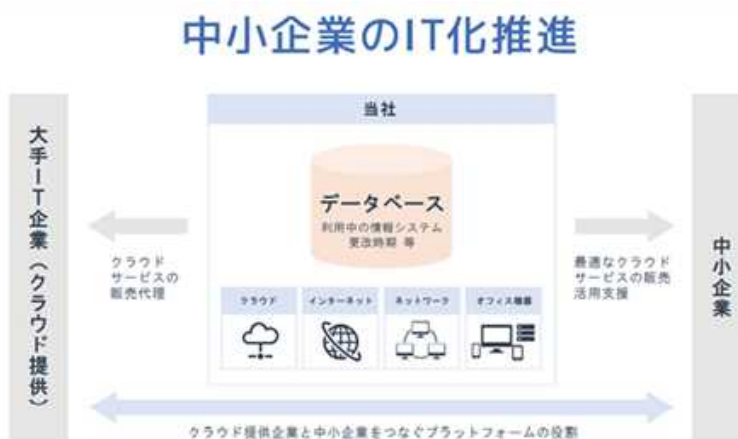 中小企業のIT化推進
大手IT企業（クラウド提供）
当社
データベース
利用中の情報システム
更改時期 等
クラウド
サービスの
販売代理
最適なクラウド
サービスの販売
活用支援
中小企業
クラウド
インターネット
ネットワーク
オフィス機器
クラウド提供企業と中小企業をつなぐプラットフォームの役割